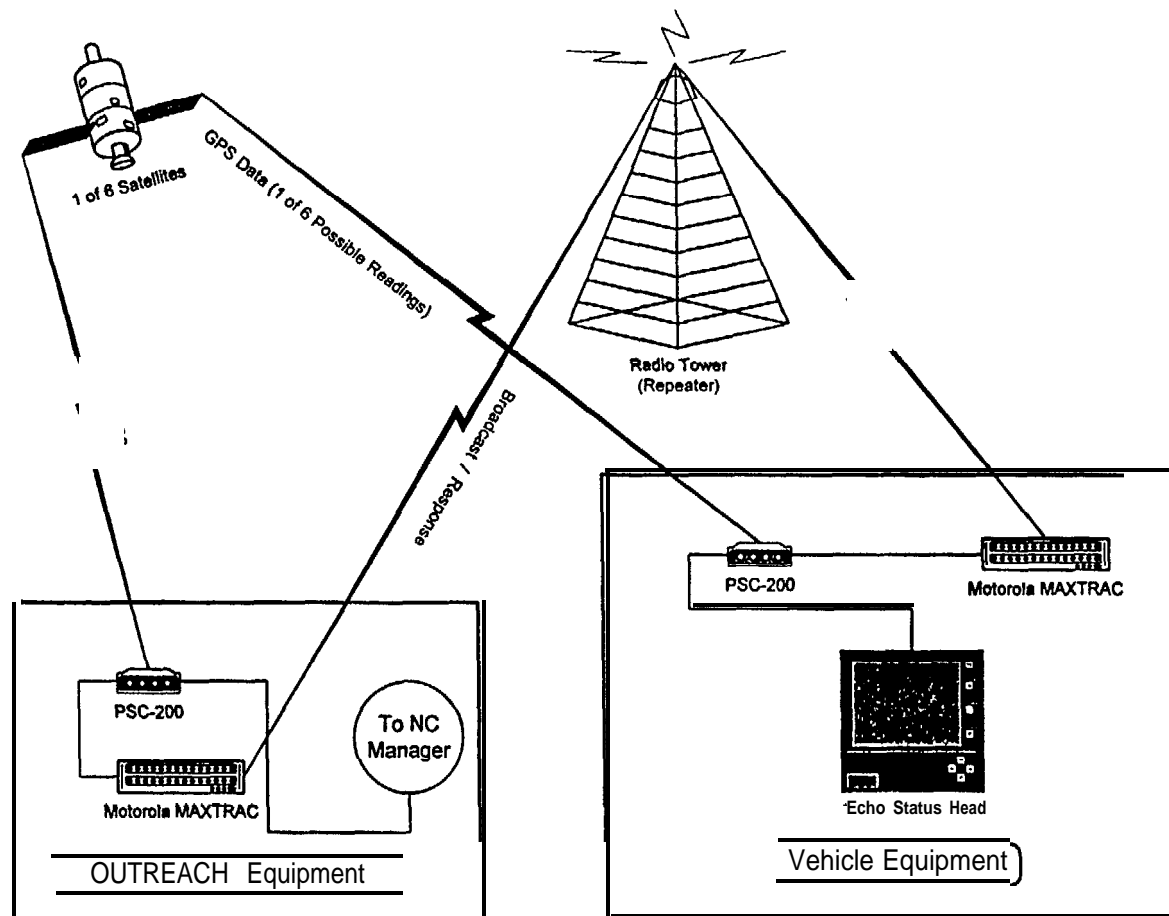 1 of 6 Satellites
GPS Data (1 of 6 Possible Readings)
Radio Tower
(Repeater)
Broadcast / Response
PSC-200
Motorola MAXTRAC
Echo Status Head
Vehicle Equipment
PSC-200
To NC
Manager
Motorola MAXTRAC
OUTREACH Equipment